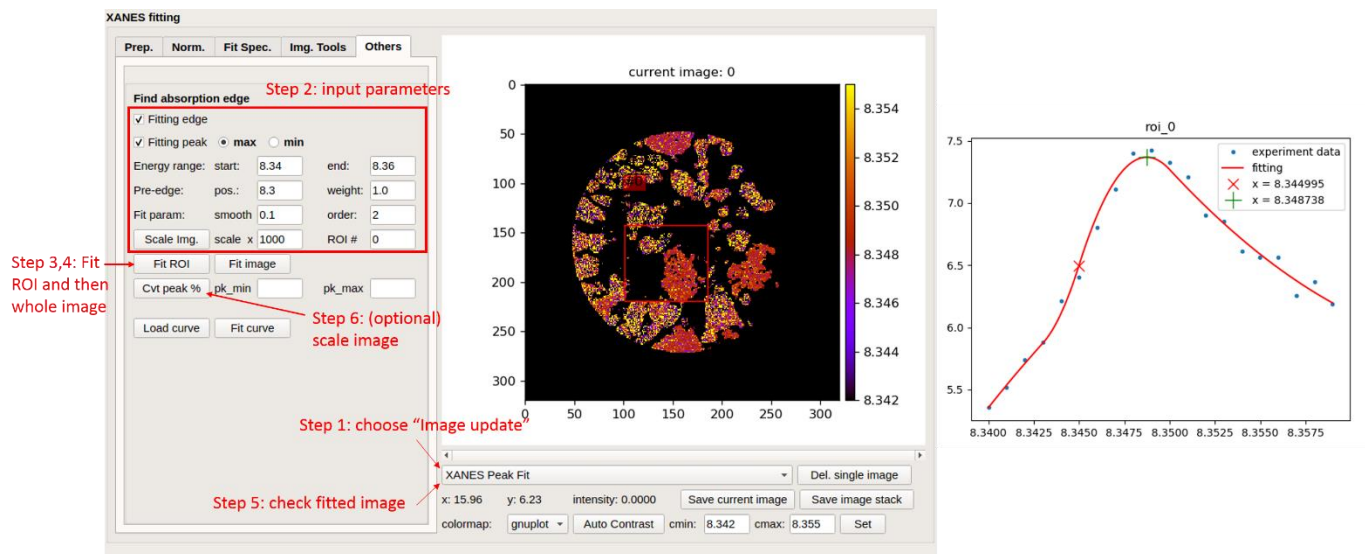 XANES fitting
Prep. Norm. Fit Spec. Img. Tools Others
Step 2: input parameters
Find absorption edge
Fitting edge
Fitting peak max min
Energy range: start: 8.34 end: 8.36
Pre-edge: pos.: 8.3 weight: 1.0
Fit param: smooth 0.1 order: 2
Scale Img. scale x 1000 ROI # 0
Step 3,4: Fit
ROI and then
whole image
Fit ROI Fit image
Cvt peak % pk_min pk_max
Step 6: (optional)
scale image
Load curve Fit curve
current image: 0
0
50
100
150
200
250
300
0 50 100 150 200 250 300
8.354
8.352
8.350
8.348
8.346
8.344
8.342
Step 1: choose “Image update”
XANES Peak Fit Del. single image
Step 5: check fitted image
x: 15.96 y: 6.23 intensity: 0.0000 Save current image Save image stack
colormap: gnuplot Auto Contrast cmin: 8.342 cmax: 8.355 Set
roi_0
7.5
7.0
6.5
6.0
5.5
experiment data
fitting
x = 8.344995
x = 8.348738
8.3400 8.3425 8.3450 8.3475 8.3500 8.3525 8.3550 8.3575